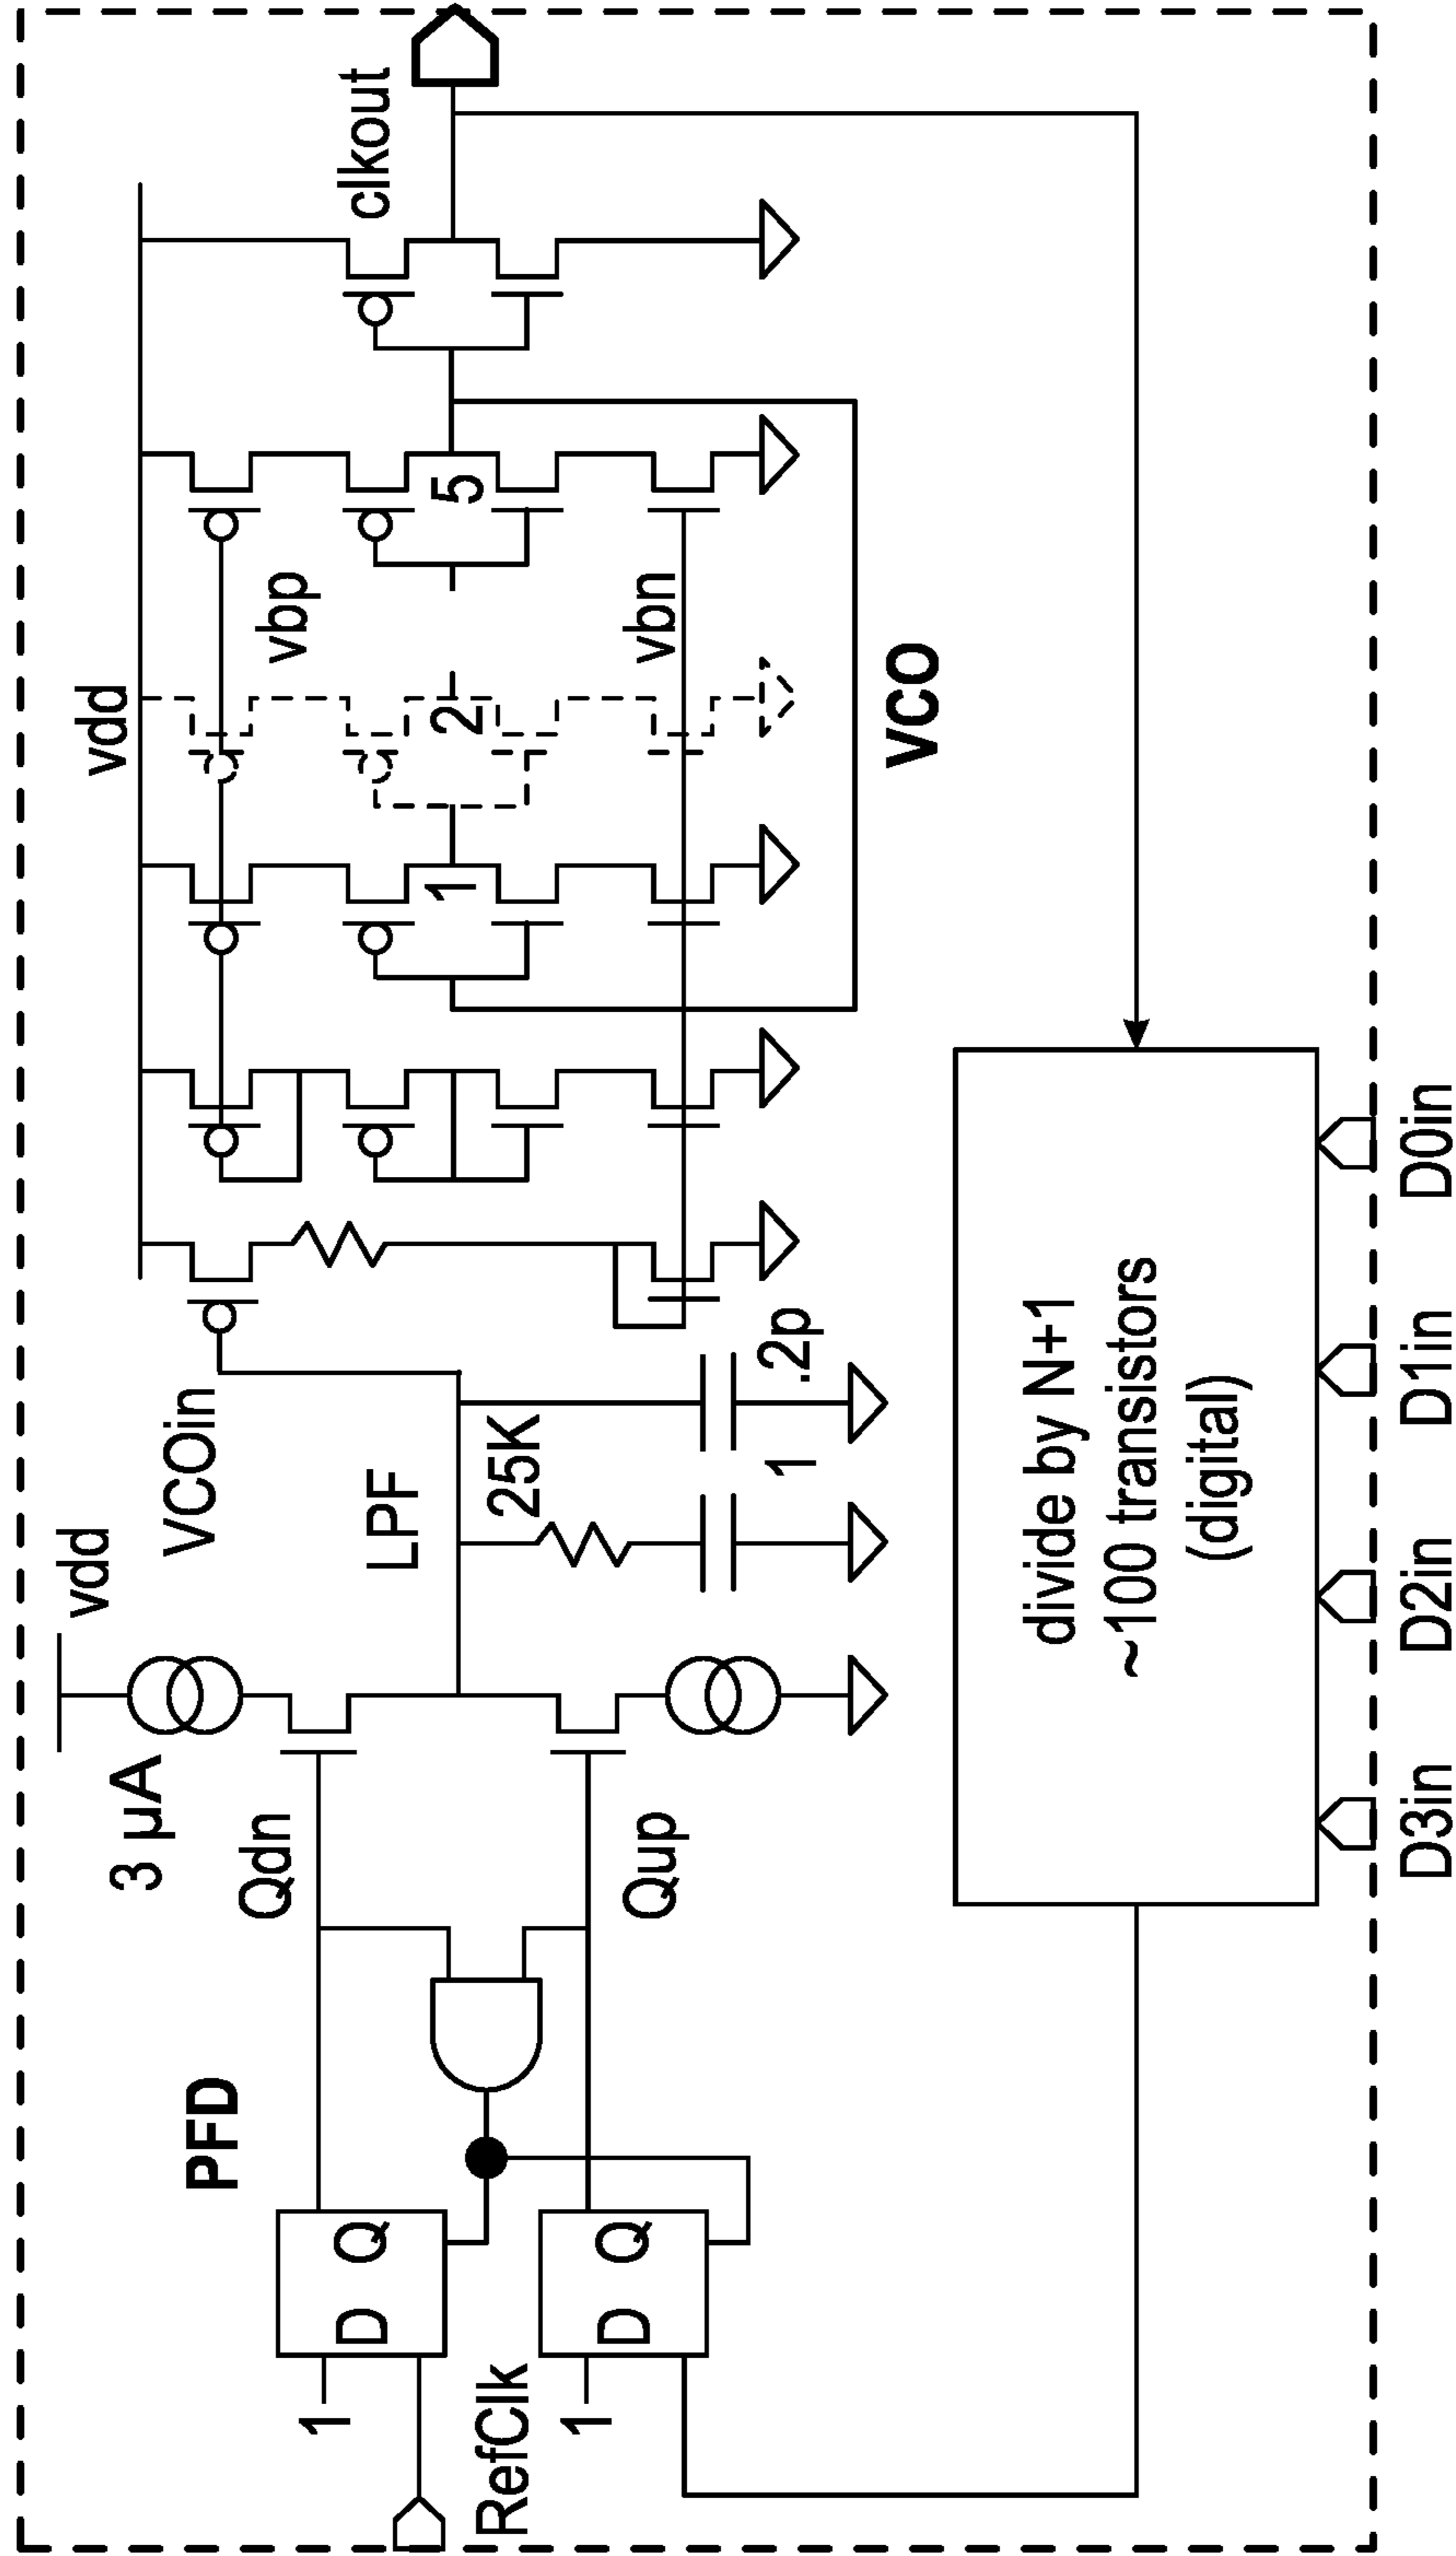 vdd
3 µA
vdd
VCOin
PFD
Qdn
vbp
clkout
LPF
D Q
1
25K
1
2
5
RefClk
D Q
1
Qup
vbn
1
.2p
VCO
divide by N+1
~100 transistors
(digital)
D3in
D2in
D1in
D0in